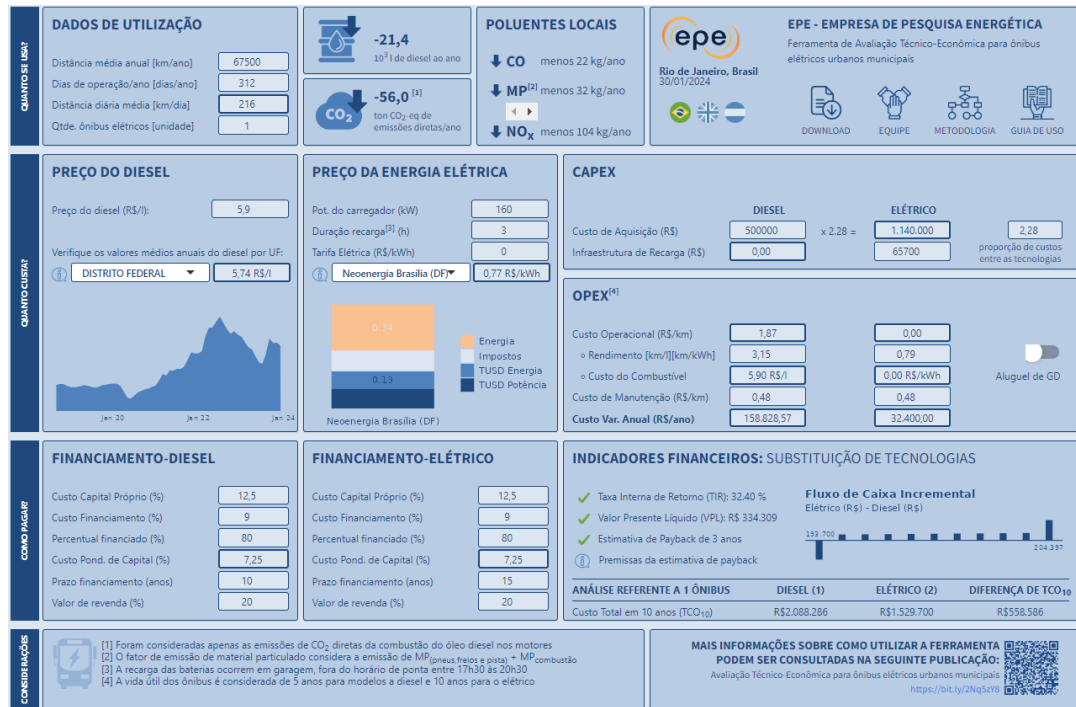 QUANTO SE USA?
DADOS DE UTILIZAÇÃO
Distância média anual [km/ano] 67500
Dias de operação/ano [dias/ano] 312
Distância diária média [km/dia] 216
Qtde. ônibus elétricos [unidade] 1
-21,4
10³ l de diesel ao ano
CO₂
-56,0 [1]
ton CO₂-eq de
emissões diretas/ano
POLUENTES LOCAIS
CO menos 22 kg/ano
MP[2] menos 32 kg/ano
NOₓ menos 104 kg/ano
epe
Rio de Janeiro, Brasil
30/01/2024
EPE - EMPRESA DE PESQUISA ENERGÉTICA
Ferramenta de Avaliação Técnico-Econômica para ônibus
elétricos urbanos municipais
DOWNLOAD EQUIPE METODOLOGIA GUIA DE USO
QUANTO CUSTA?
PREÇO DO DIESEL
Preço do diesel (R$/l): 5,9
Verifique os valores médios anuais do diesel por UF:
DISTRITO FEDERAL 5,74 R$/l
Jan 20 Jan 22 Jan 24
PREÇO DA ENERGIA ELÉTRICA
Pot. do carregador (kW) 160
Duração recarga[3] (h) 3
Tarifa Elétrica (R$/kWh) 0
Neoenergia Brasília (DF) 0,77 R$/kWh
0.34
0.13
Energia
Impostos
TUSD Energia
TUSD Potência
Neoenergia Brasília (DF)
CAPEX
DIESEL ELÉTRICO
Custo de Aquisição (R$) 500000 x 2.28 = 1.140.000 2,28
Infraestrutura de Recarga (R$) 0,00 65700
proporção de custos
entre as tecnologias
OPEX[4]
Custo Operacional (R$/km) 1,87 0,00
Rendimento [km/l][km/kWh] 3,15 0,79
Custo do Combustível 5,90 R$/l 0,00 R$/kWh
Aluguel de GD
Custo de Manutenção (R$/km) 0,48 0,48
Custo Var. Anual (R$/ano) 158.828,57 32.400,00
COMO PAGAR?
FINANCIAMENTO-DIESEL
Custo Capital Próprio (%) 12,5
Custo Financiamento (%) 9
Percentual financiado (%) 80
Custo Pond. de Capital (%) 7,25
Prazo financiamento (anos) 10
Valor de revenda (%) 20
FINANCIAMENTO-ELÉTRICO
Custo Capital Próprio (%) 12,5
Custo Financiamento (%) 9
Percentual financiado (%) 80
Custo Pond. de Capital (%) 7,25
Prazo financiamento (anos) 15
Valor de revenda (%) 20
INDICADORES FINANCEIROS: SUBSTITUIÇÃO DE TECNOLOGIAS
Taxa Interna de Retorno (TIR): 32.40 %
Valor Presente Líquido (VPL): R$ 334.309
Estimativa de Payback de 3 anos
Premissas da estimativa de payback
Fluxo de Caixa Incremental
Elétrico (R$) - Diesel (R$)
193.700
204.397
ANÁLISE REFERENTE A 1 ÔNIBUS DIESEL (1) ELÉTRICO (2) DIFERENÇA DE TCO₁₀
Custo Total em 10 anos (TCO₁₀) R$2.088.286 R$1.529.700 R$558.586
CONSIDERAÇÕES
[1] Foram consideradas apenas as emissões de CO₂ diretas da combustão do óleo diesel nos motores
[2] O fator de emissão de material particulado considera a emissão de MP(pneus,freios e pista) + MPcombustão
[3] A recarga das baterias ocorrem em garagem, fora do horário de ponta entre 17h30 às 20h30
[4] A vida útil dos ônibus é considerada de 5 anos para modelos a diesel e 10 anos para o elétrico
MAIS INFORMAÇÕES SOBRE COMO UTILIZAR A FERRAMENTA
PODEM SER CONSULTADAS NA SEGUINTE PUBLICAÇÃO:
Avaliação Técnico-Econômica para ônibus elétricos urbanos municipais
https://bit.ly/2Nq5zY8